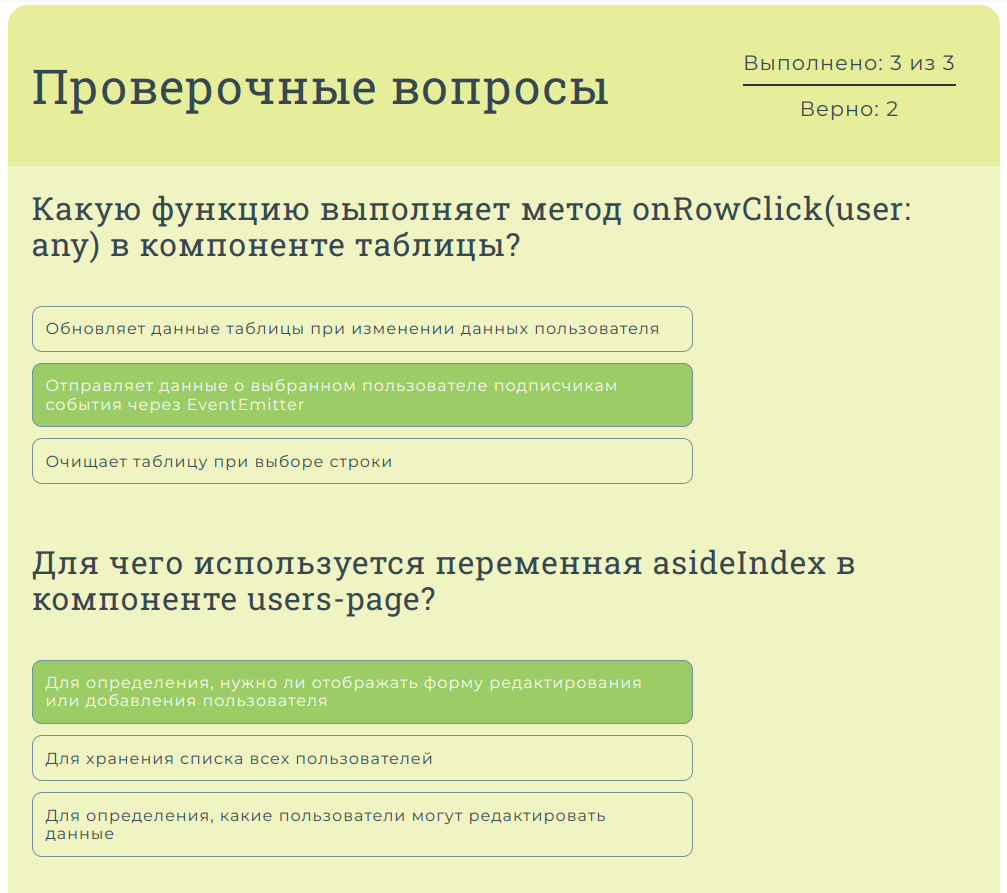 Проверочные вопросы
Выполнено: 3 из 3
Верно: 2
Какую функцию выполняет метод onRowClick(user:
any) в компоненте таблицы?
Обновляет данные таблицы при изменении данных пользователя
Отправляет данные о выбранном пользователе подписчикам
события через EventEmitter
Очищает таблицу при выборе строки
Для чего используется переменная asideIndex в
компоненте users-page?
Для определения, нужно ли отображать форму редактирования
или добавления пользователя
Для хранения списка всех пользователей
Для определения, какие пользователи могут редактировать
данные